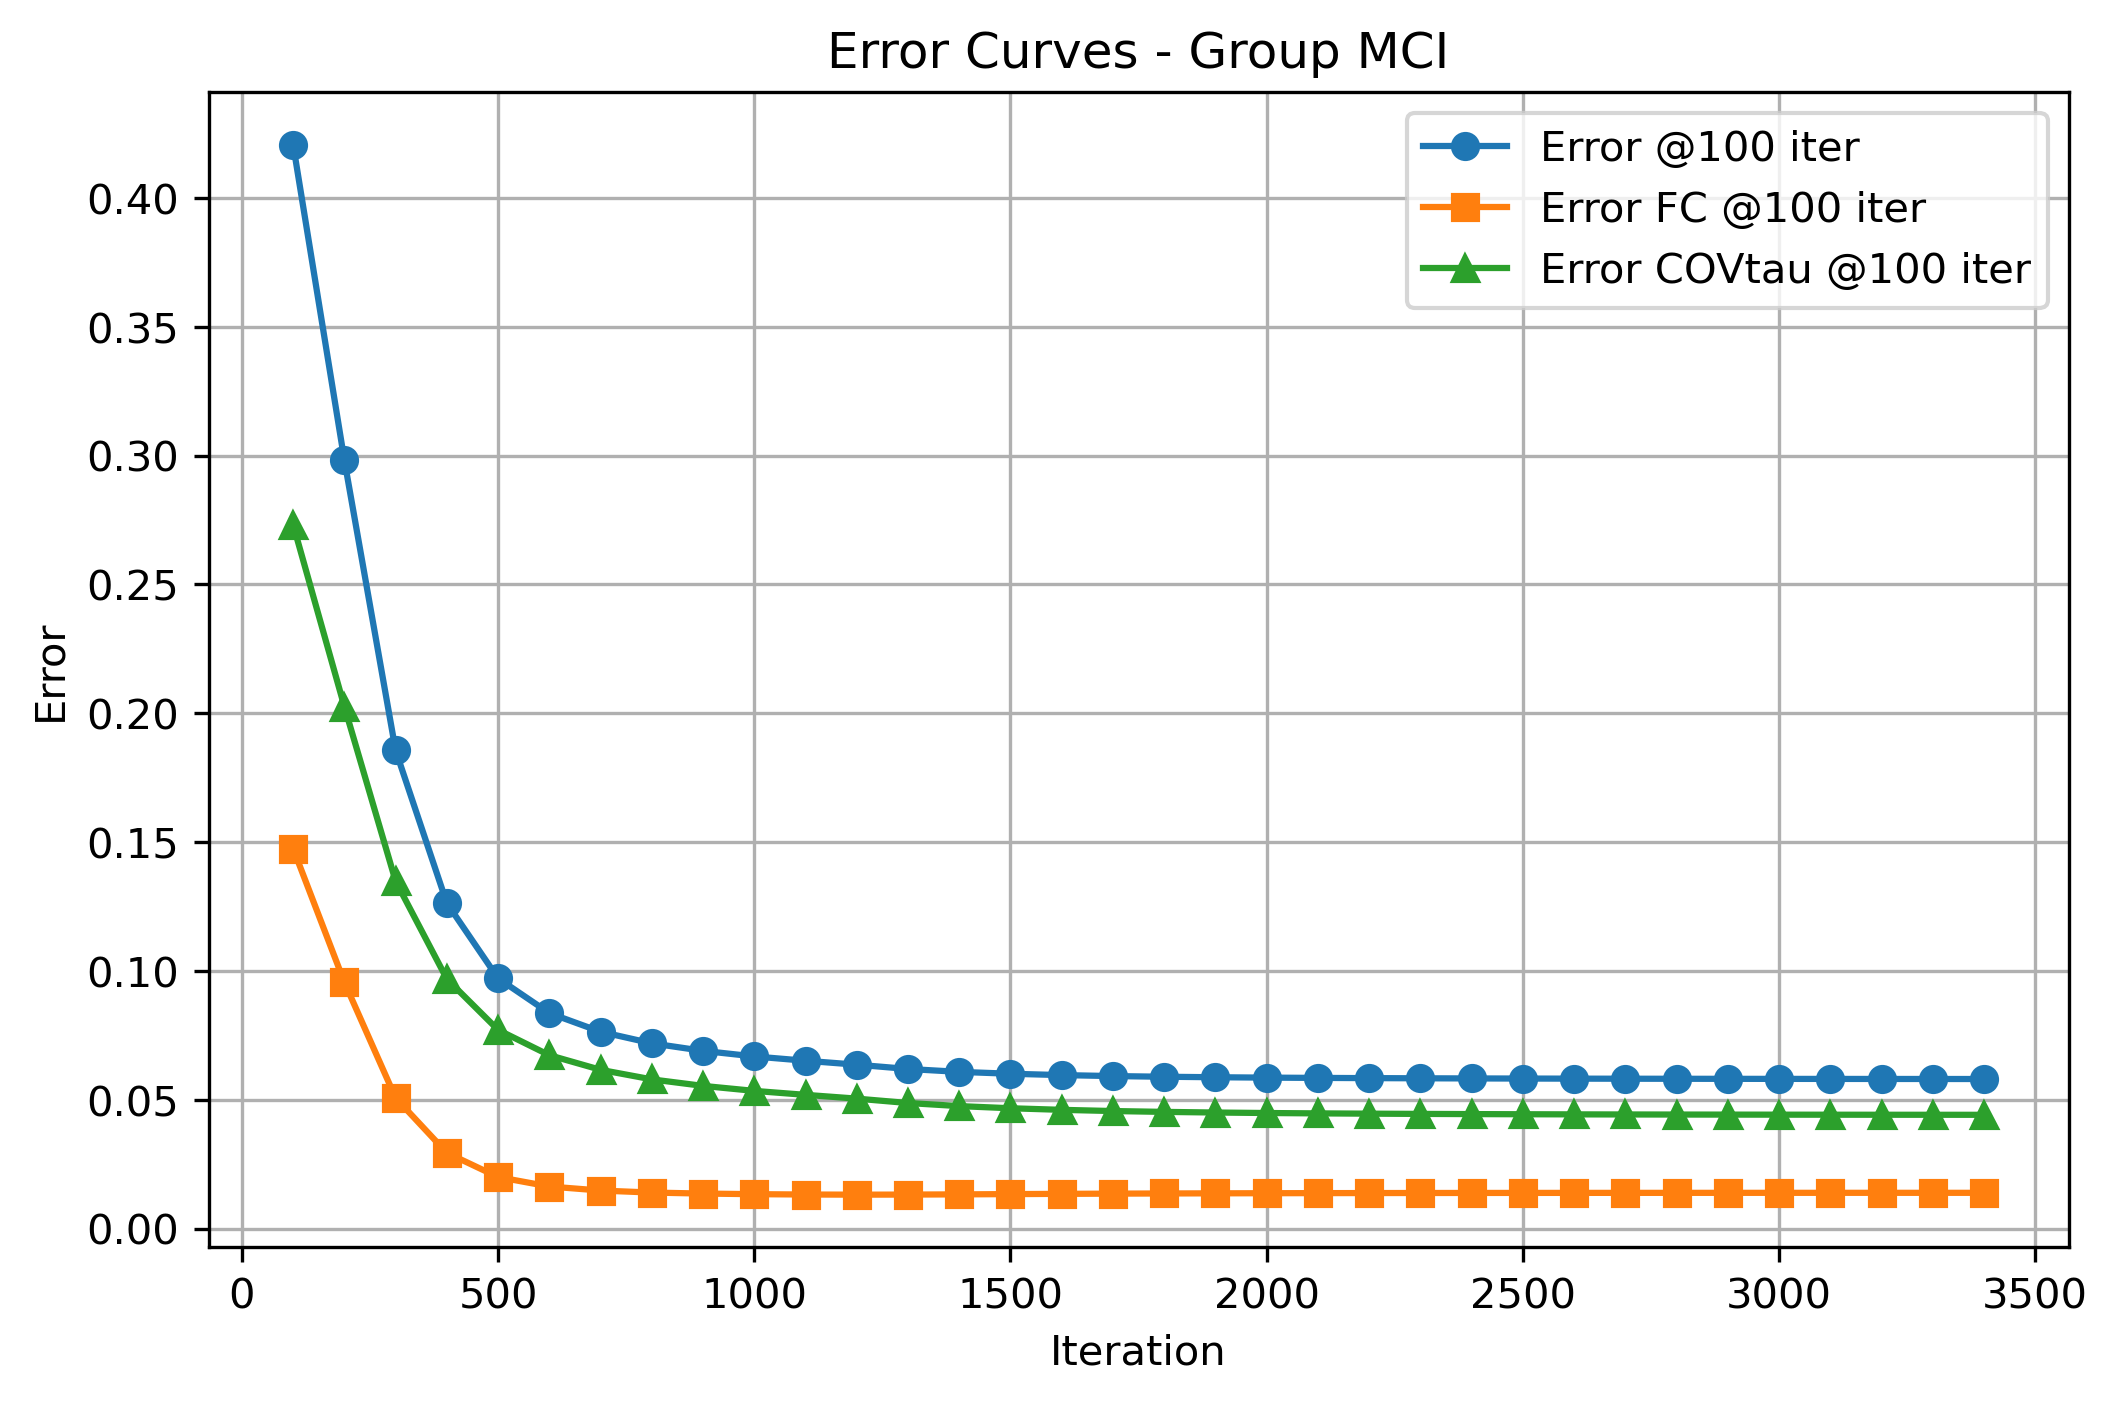 Error Curves - Group MCI
Error @100 iter
Error FC @100 iter
Error COVtau @100 iter
Error
0.40
0.35
0.30
0.25
0.20
0.15
0.10
0.05
0.00
0 500 1000 1500 2000 2500 3000 3500
Iteration